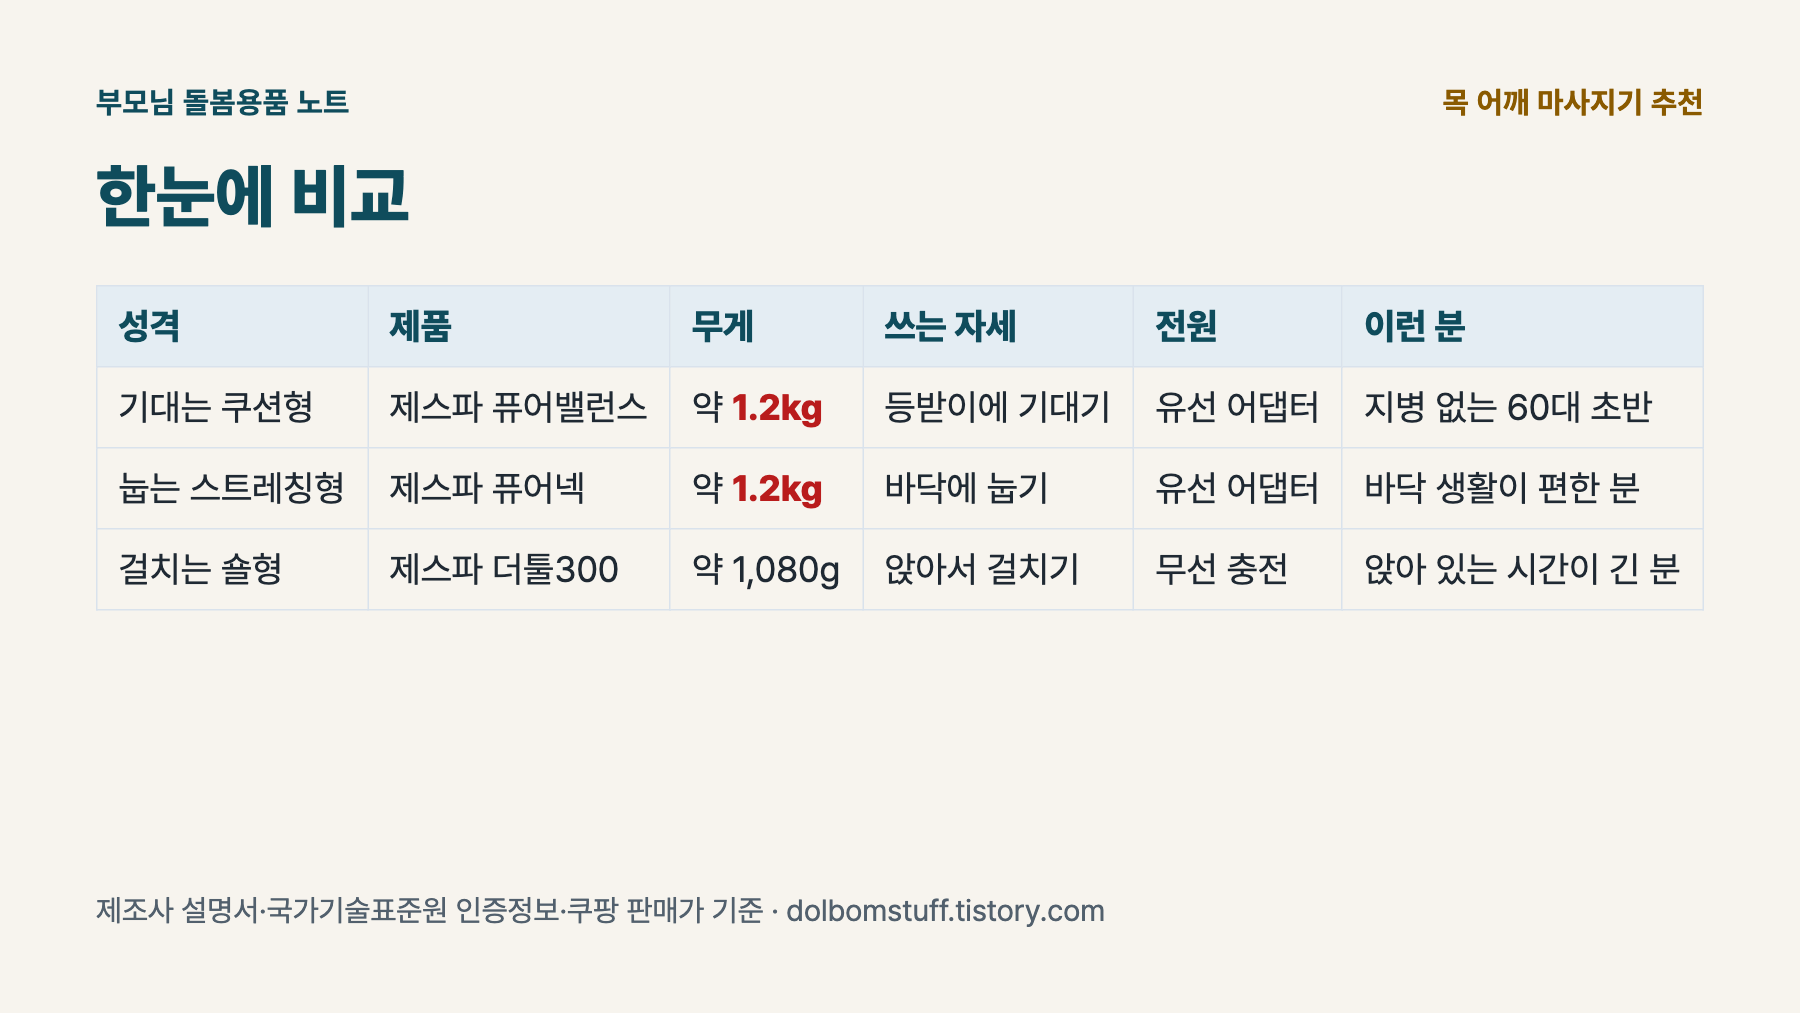 부모님 돌봄용품 노트
목 어깨 마사지기 추천
한눈에 비교
성격 제품 무게 쓰는 자세 전원 이런 분
기대는 쿠션형 제스파 퓨어밸런스 약 1.2kg 등받이에 기대기 유선 어댑터 지병 없는 60대 초반
눕는 스트레칭형 제스파 퓨어넥 약 1.2kg 바닥에 눕기 유선 어댑터 바닥 생활이 편한 분
걸치는 숄형 제스파 더툴300 약 1,080g 앉아서 걸치기 무선 충전 앉아 있는 시간이 긴 분
제조사 설명서·국가기술표준원 인증정보·쿠팡 판매가 기준 · dolbomstuff.tistory.com